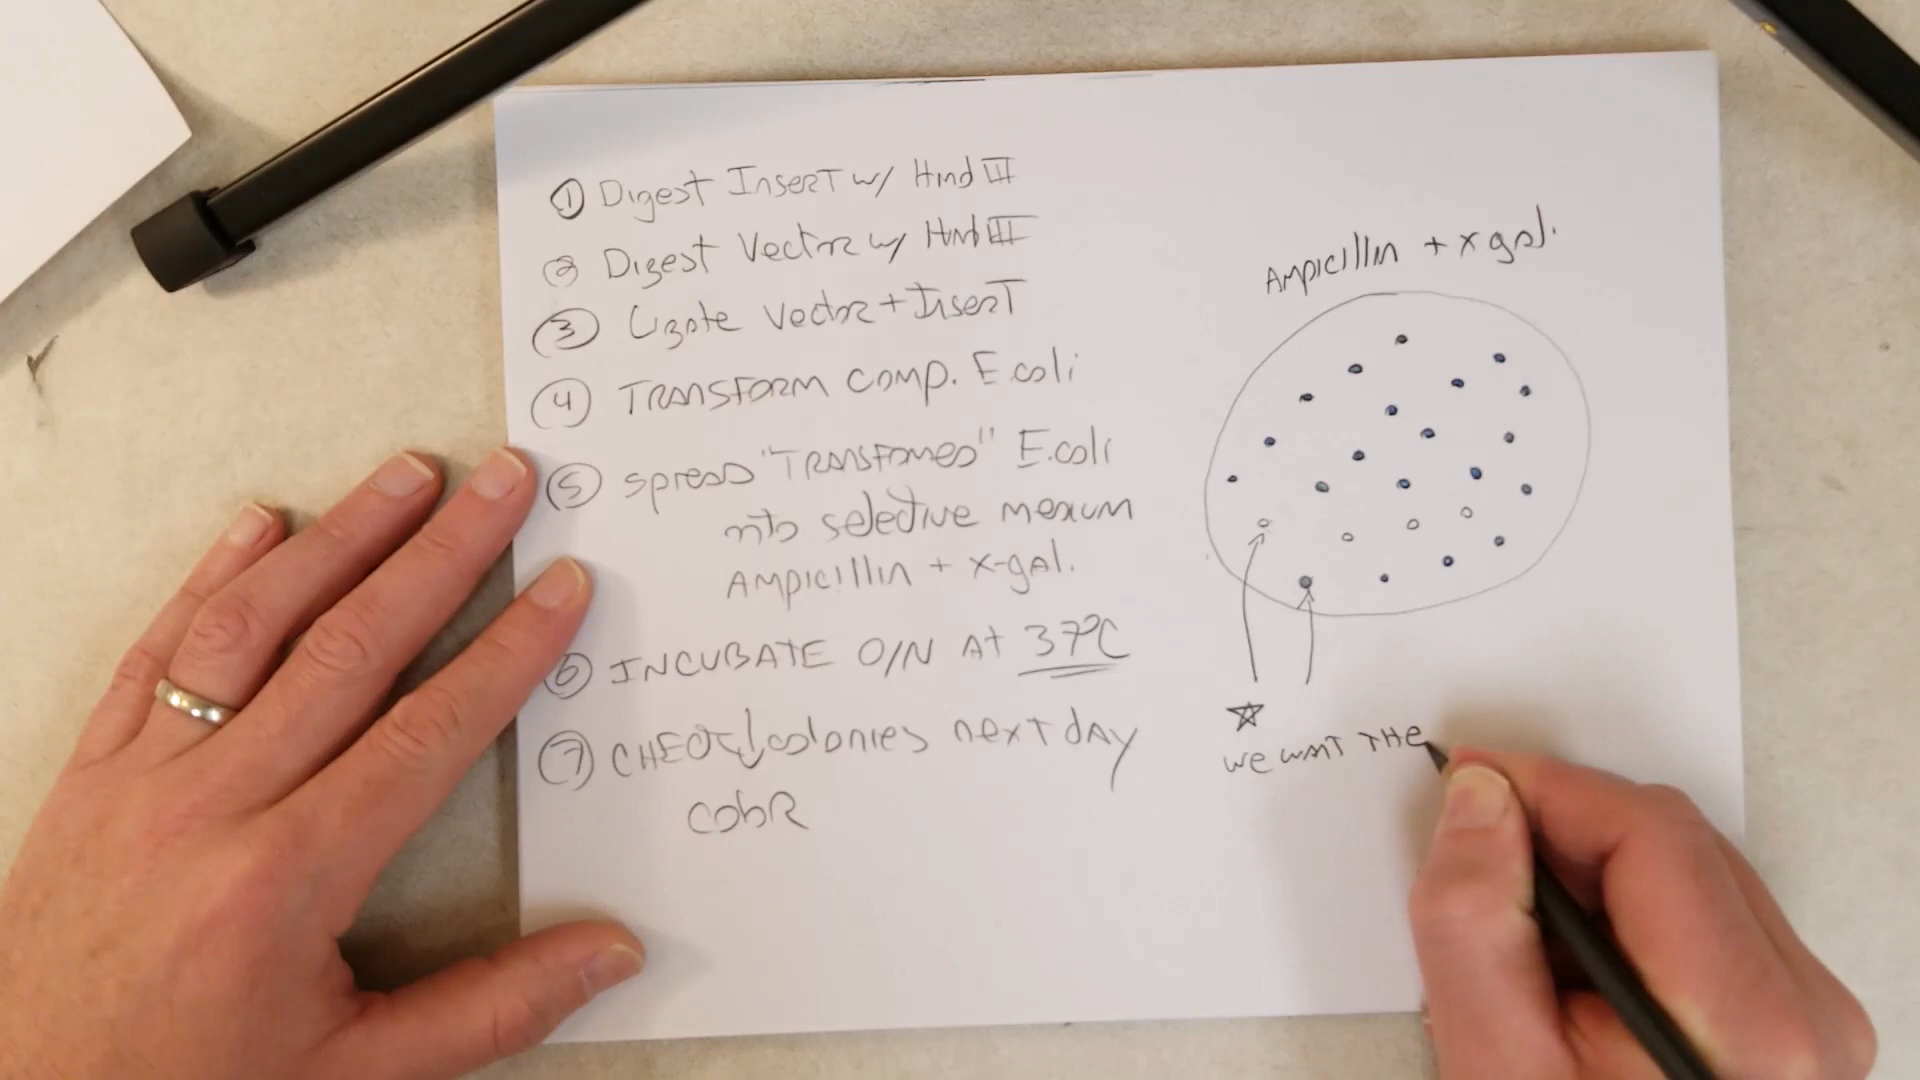 ① Digest Insert w/ Hind III
② Digest Vector w/ Hind III
③ Ligate Vector + Insert
④ TRANSFORM comp. E.coli
⑤ spread "TRANSFORMED" E.coli
into selective medium
Ampicillin + x-gal.
⑥ INCUBATE O/N At 37°C
⑦ CHECK colonies next day
color
Ampicillin + x gal.
We want THE